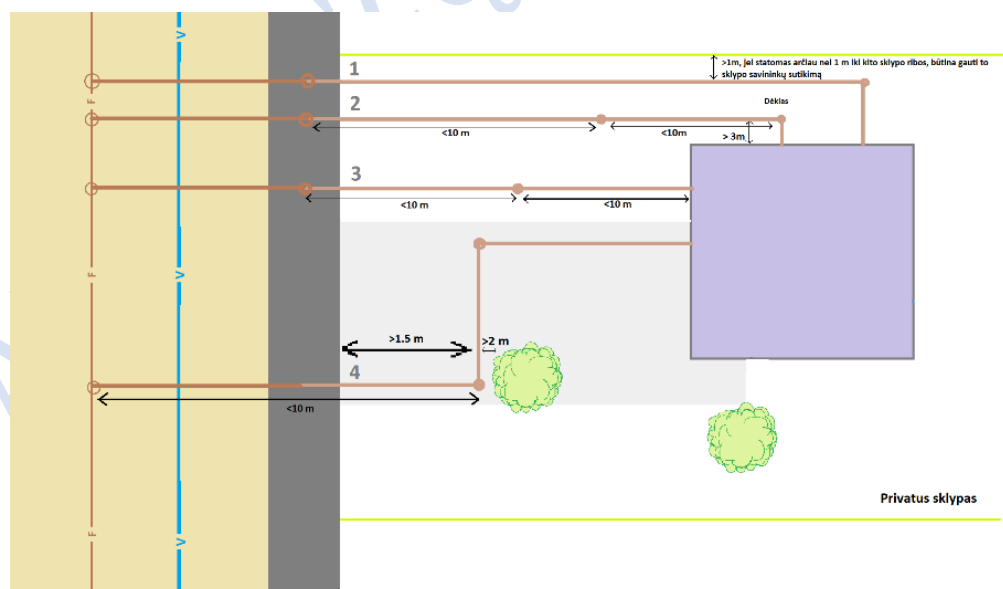 V
1
>1m, jei statomas arčiau nei 1 m iki kito sklypo ribos, būtina gauti to
sklypo savininkų sutikimą
F
2
Dėklas
<10 m
<10m
> 3m
3
<10 m
<10 m
F
V
>1.5 m
>2 m
4
<10 m
Privatus sklypas
F
V